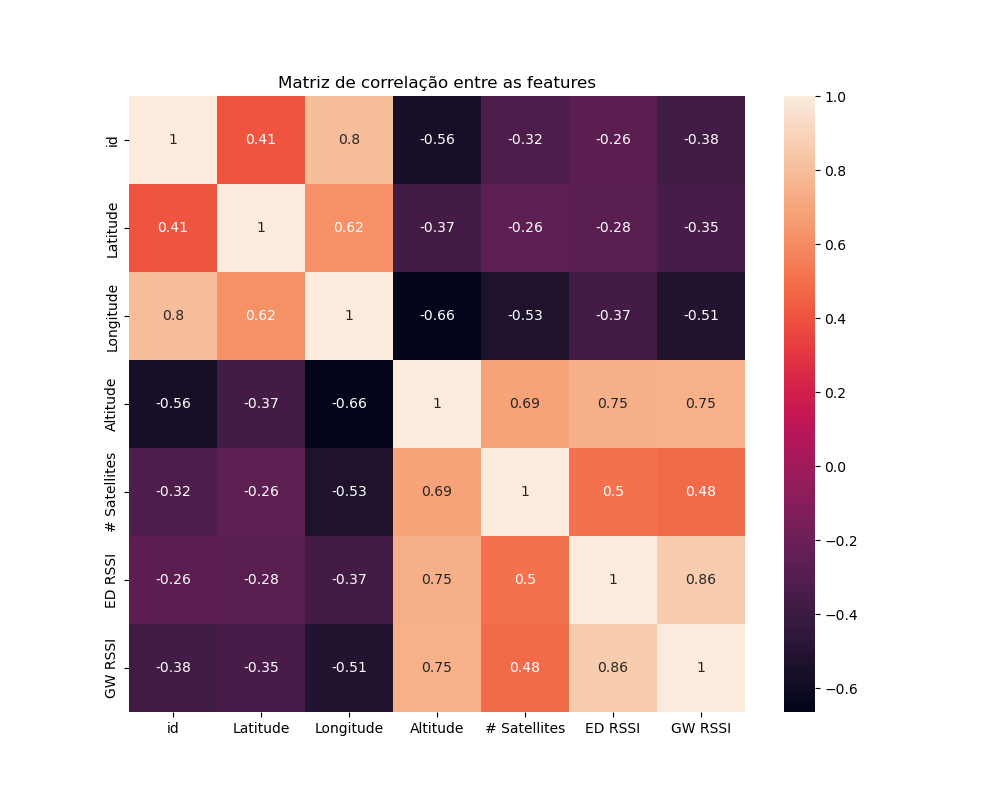 Matriz de correlação entre as features
id 1 0.41 0.8 -0.56 -0.32 -0.26 -0.38
Latitude 0.41 1 0.62 -0.37 -0.26 -0.28 -0.35
Longitude 0.8 0.62 1 -0.66 -0.53 -0.37 -0.51
Altitude -0.56 -0.37 -0.66 1 0.69 0.75 0.75
# Satellites -0.32 -0.26 -0.53 0.69 1 0.5 0.48
ED RSSI -0.26 -0.28 -0.37 0.75 0.5 1 0.86
GW RSSI -0.38 -0.35 -0.51 0.75 0.48 0.86 1
id Latitude Longitude Altitude # Satellites ED RSSI GW RSSI
1.0
0.8
0.6
0.4
0.2
0.0
−0.2
−0.4
−0.6